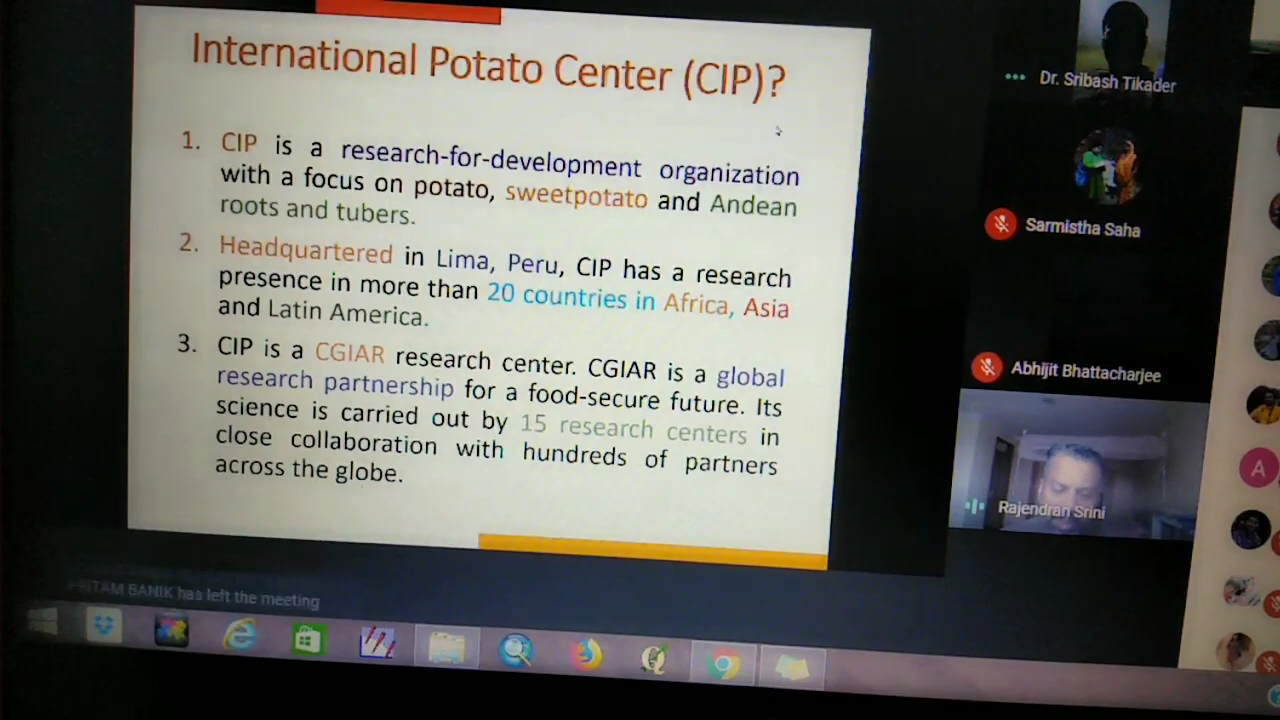 International Potato Center (CIP)?
1. CIP is a research-for-development organization
with a focus on potato, sweetpotato and Andean
roots and tubers.
2. Headquartered in Lima, Peru, CIP has a research
presence in more than 20 countries in Africa, Asia
and Latin America.
3. CIP is a CGIAR research center. CGIAR is a global
research partnership for a food-secure future. Its
science is carried out by 15 research centers in
close collaboration with hundreds of partners
across the globe.
Dr. Sribash Tikader
Sarmistha Saha
Abhijit Bhattacharjee
Rajendran Srini
A
PRITAM BANIK has left the meeting